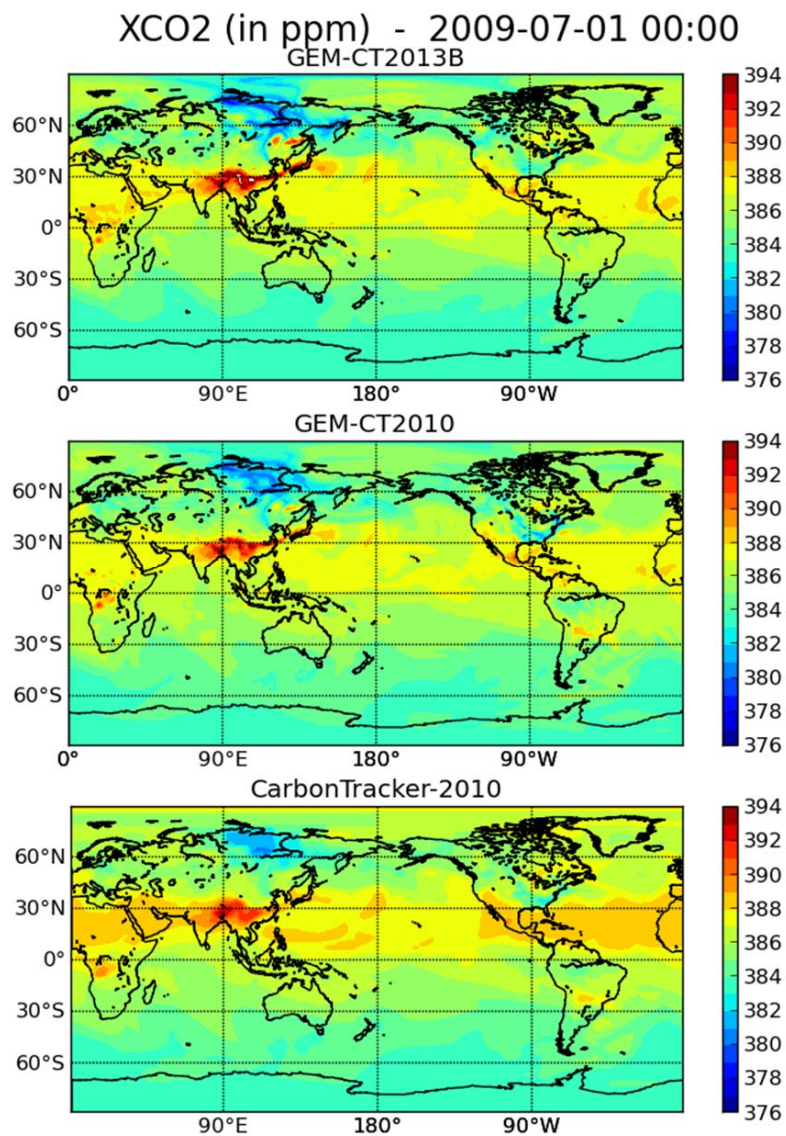 XCO2 (in ppm) - 2009-07-01 00:00
GEM-CT2013B
394
392
390
388
386
384
382
380
378
376
60°N
30°N
0°
30°S
60°S
0°
90°E
180°
90°W
GEM-CT2010
394
392
390
388
386
384
382
380
378
376
60°N
30°N
0°
30°S
60°S
0°
90°E
180°
90°W
CarbonTracker-2010
394
392
390
388
386
384
382
380
378
376
60°N
30°N
0°
30°S
60°S
90°E
180°
90°W